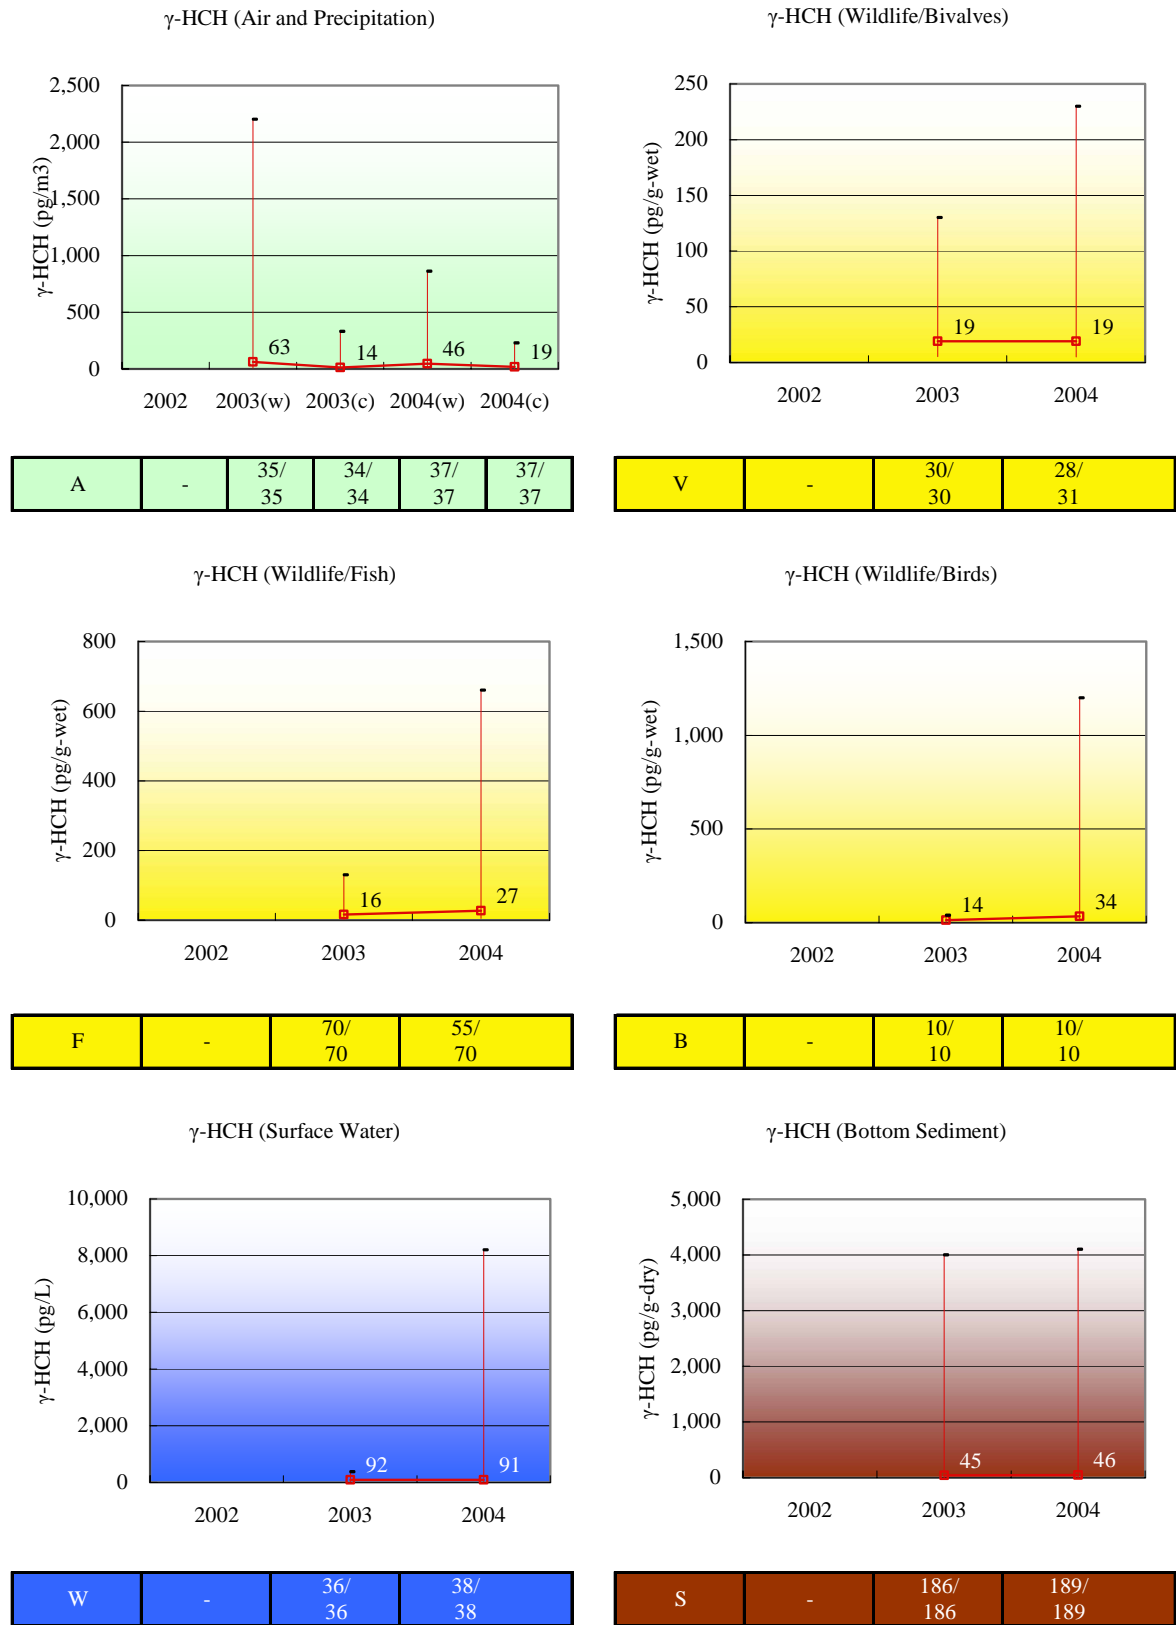 γ-HCH (Air and Precipitation)
γ-HCH (pg/m3)
2,500
2,000
1,500
1,000
500
0
63
14
46
19
2002 2003(w) 2003(c) 2004(w) 2004(c)
A - 35/ 34/ 37/ 37/
35 34 37 37
γ-HCH (Wildlife/Bivalves)
γ-HCH (pg/g-wet)
250
200
150
100
50
0
19
19
2002 2003 2004
V - 30/ 28/
30 31
γ-HCH (Wildlife/Fish)
γ-HCH (pg/g-wet)
800
600
400
200
0
16
27
2002 2003 2004
F - 70/ 55/
70 70
γ-HCH (Wildlife/Birds)
γ-HCH (pg/g-wet)
1,500
1,000
500
0
14
34
2002 2003 2004
B - 10/ 10/
10 10
γ-HCH (Surface Water)
γ-HCH (pg/L)
10,000
8,000
6,000
4,000
2,000
0
92
91
2002 2003 2004
W - 36/ 38/
36 38
γ-HCH (Bottom Sediment)
γ-HCH (pg/g-dry)
5,000
4,000
3,000
2,000
1,000
0
45
46
2002 2003 2004
S - 186/ 189/
186 189